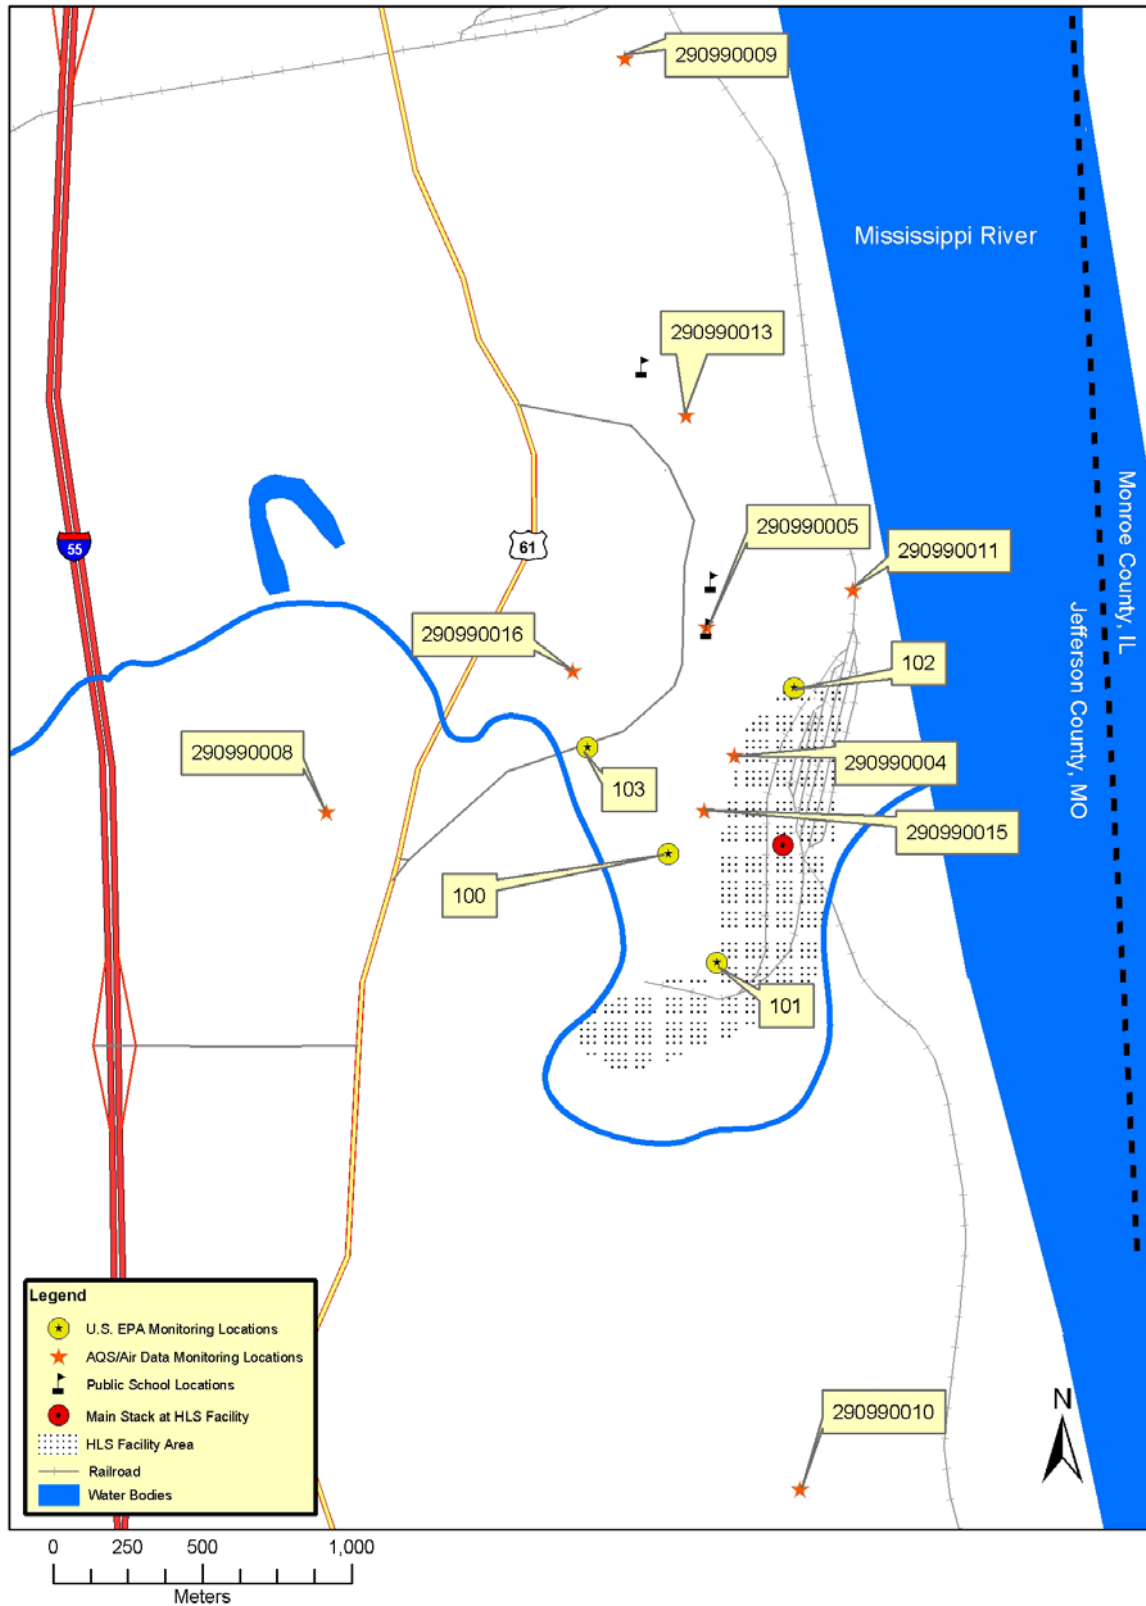 290990009
Mississippi River
290990013
290990005
290990011
55
61
Monroe County, IL
Jefferson County, MO
290990016
102
290990008
290990004
103
290990015
100
101
Legend
U.S. EPA Monitoring Locations
AQS/Air Data Monitoring Locations
Public School Locations
Main Stack at HLS Facility
HLS Facility Area
Railroad
Water Bodies
290990010
N
0 250 500 1,000
Meters